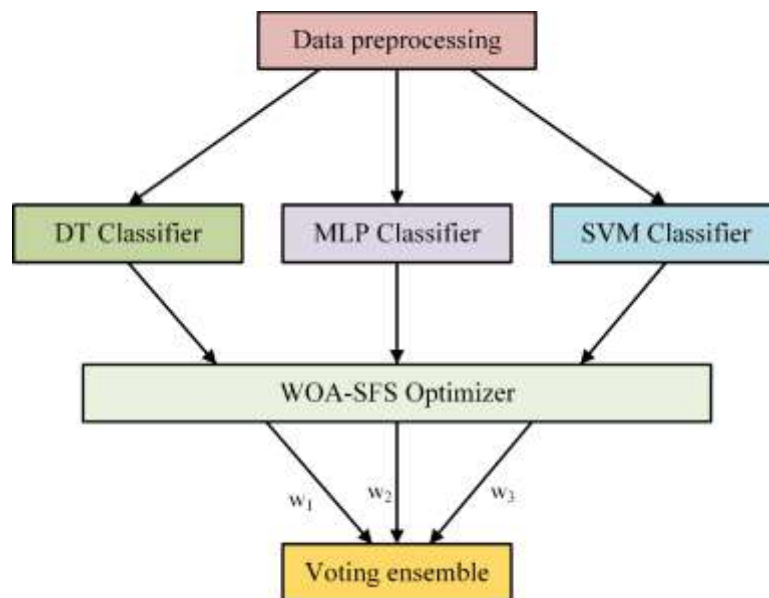 Data preprocessing
DT Classifier
MLP Classifier
SVM Classifier
WOA-SFS Optimizer
w₁
w₂
w₃
Voting ensemble